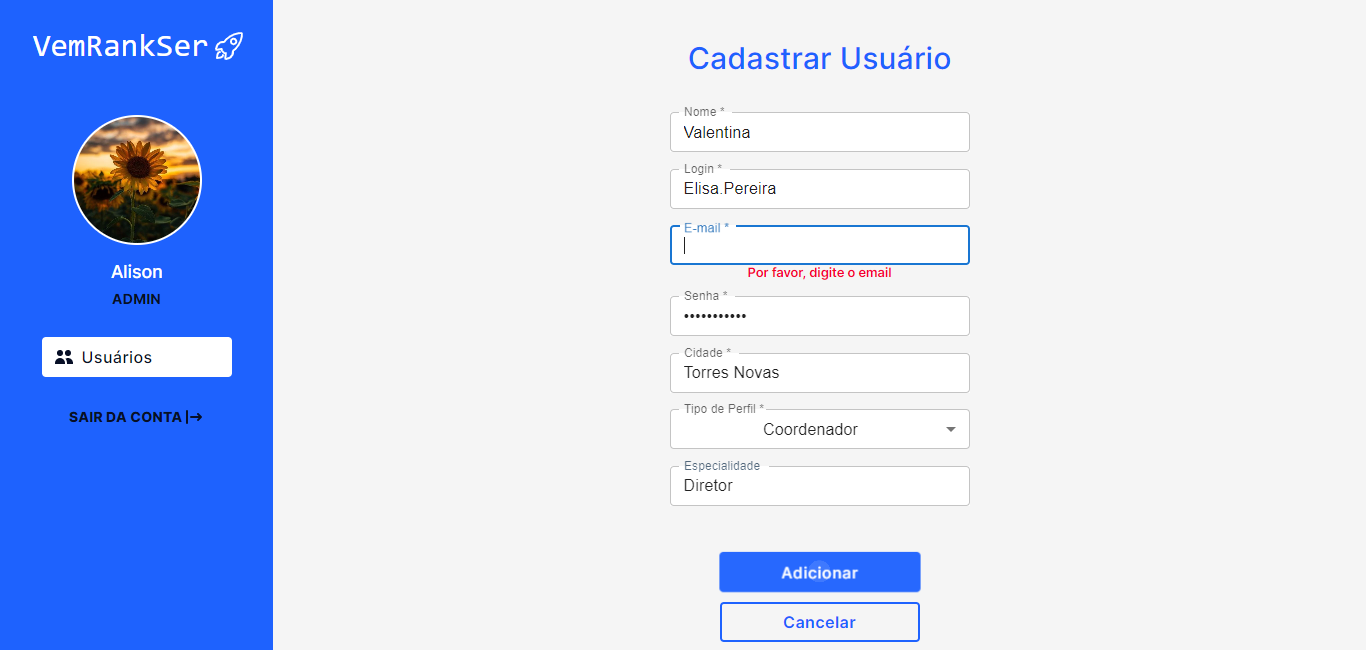 VemRankSer
Alison
ADMIN
Usuários
SAIR DA CONTA
Cadastrar Usuário
Nome *
Valentina
Login *
Elisa.Pereira
E-mail *
Por favor, digite o email
Senha *
•••••••••••
Cidade *
Torres Novas
Tipo de Perfil *
Coordenador
Especialidade
Diretor
Adicionar
Cancelar